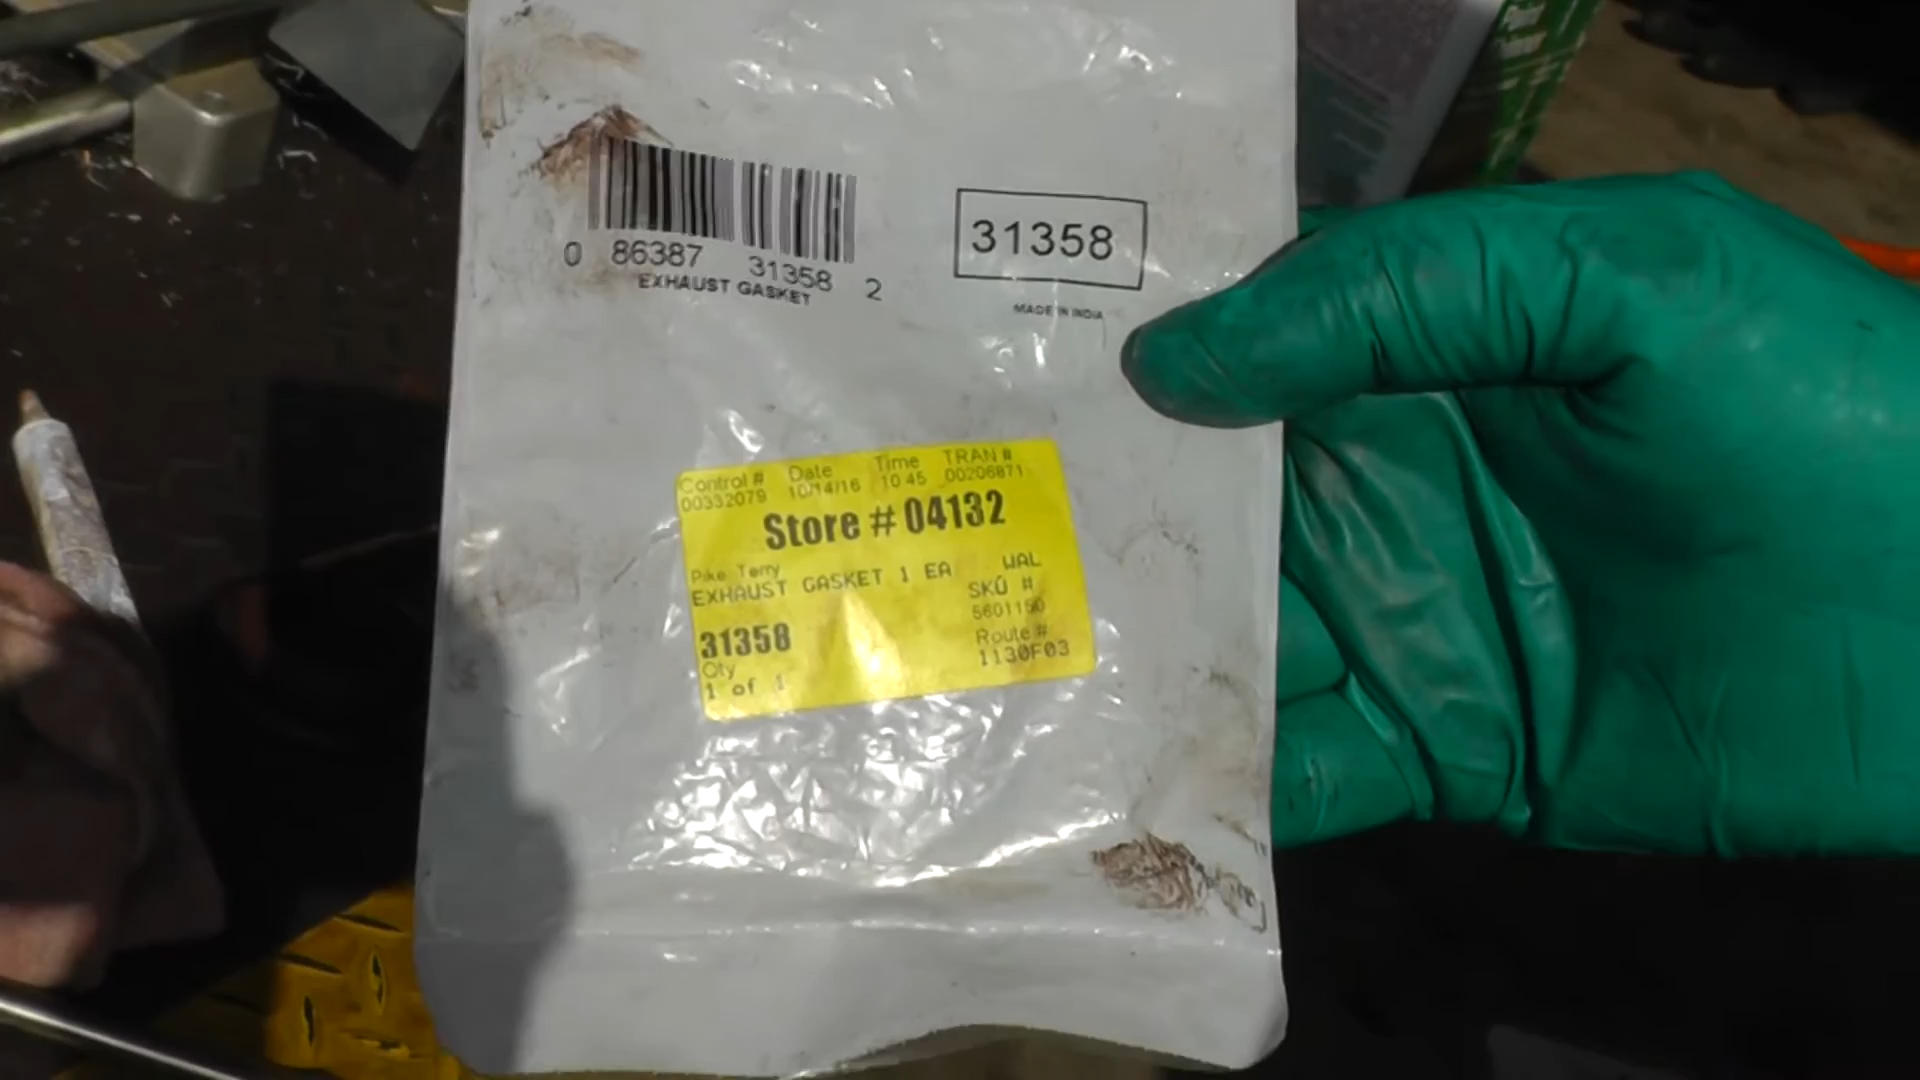 0 86387 31358 2
EXHAUST GASKET
31358
MADE IN INDIA
Control # Date Time TRAN #
00332079 10/14/16 10 45 00206871
Store # 04132
Pike Terry WAL
EXHAUST GASKET 1 EA
SKU #
5601150
31358
Route #
Qty 1130F03
1 of 1